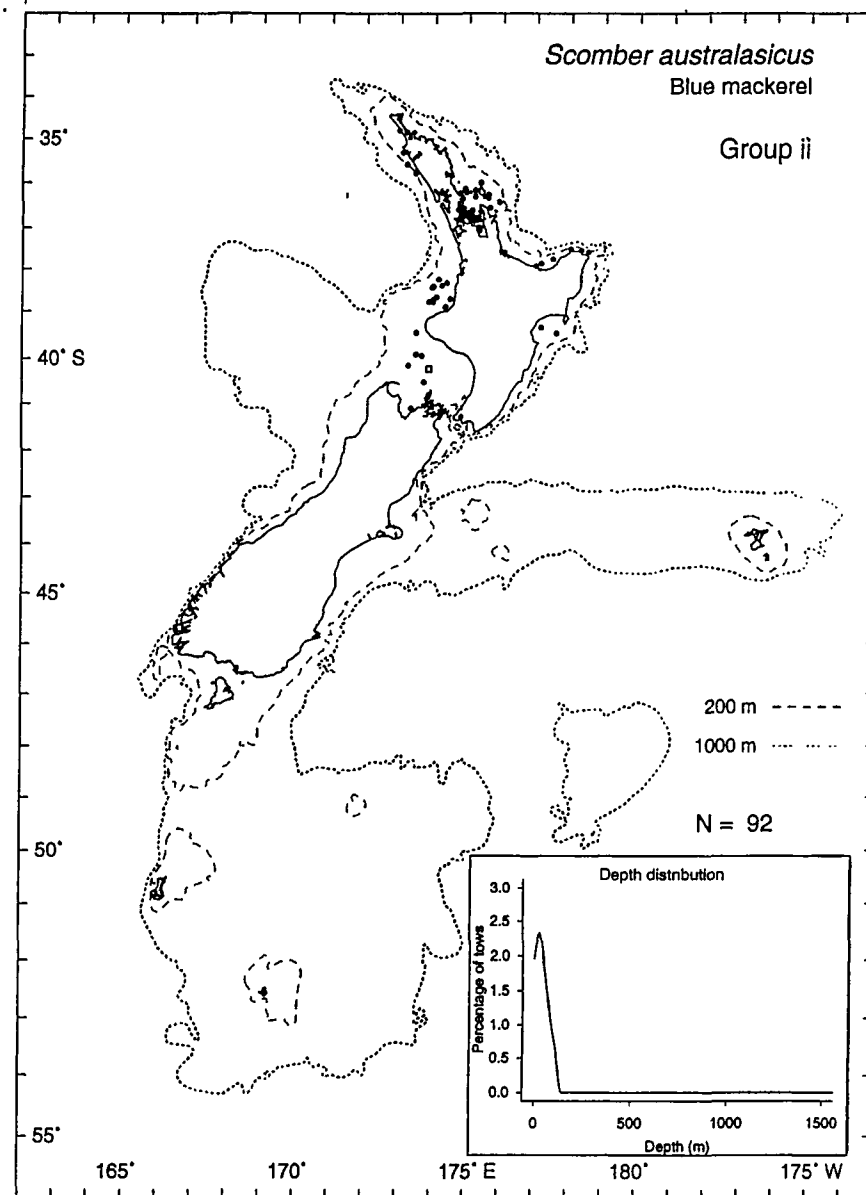 Scomber australasicus
Blue mackerel
Group ii
35°
40° S
45°
200 m
1000 m
N = 92
50°
Depth distnbution
3.0
2.5
2.0
1.5
1.0
0.5
0.0
Percentage of tows
0 500 1000 1500
Depth (m)
55°
165° 170° 175° E 180° 175° W